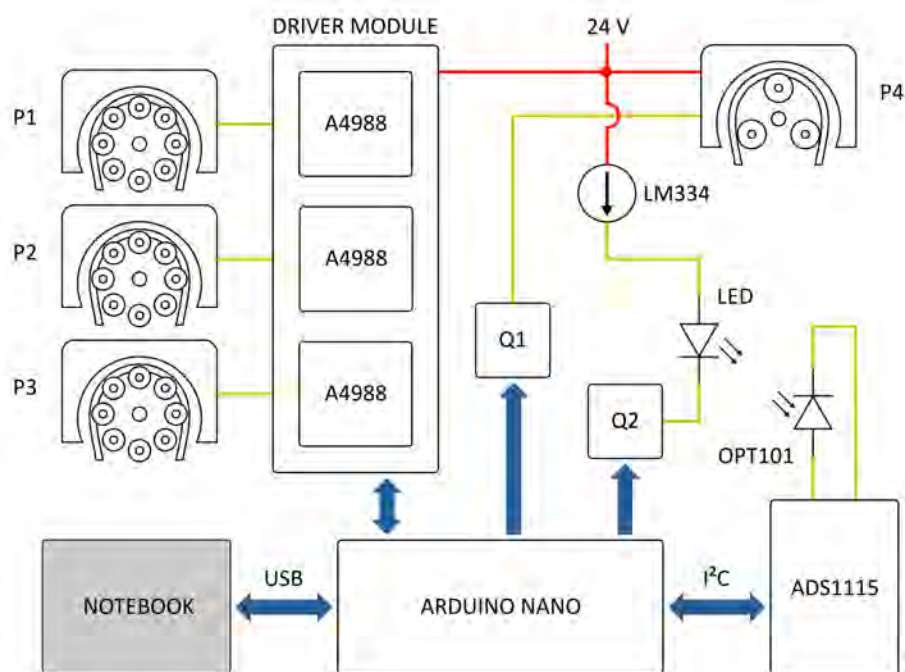 DRIVER MODULE
24 V
P1
A4988
P4
LM334
P2
A4988
LED
Q1
P3
A4988
Q2
OPT101
NOTEBOOK
USB
ARDUINO NANO
I²C
ADS1115